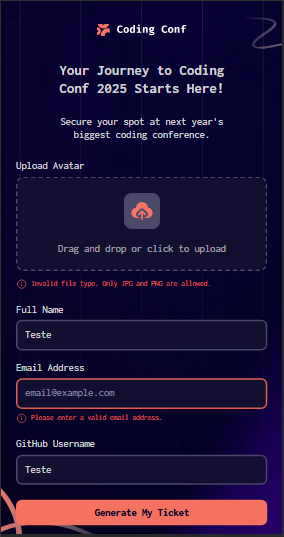 Coding Conf
Your Journey to Coding
Conf 2025 Starts Here!
Secure your spot at next year's
biggest coding conference.
Upload Avatar
Drag and drop or click to upload
Invalid file type. Only JPG and PNG are allowed.
Full Name
Teste
Email Address
email@example.com
Please enter a valid email address.
GitHub Username
Teste
Generate My Ticket